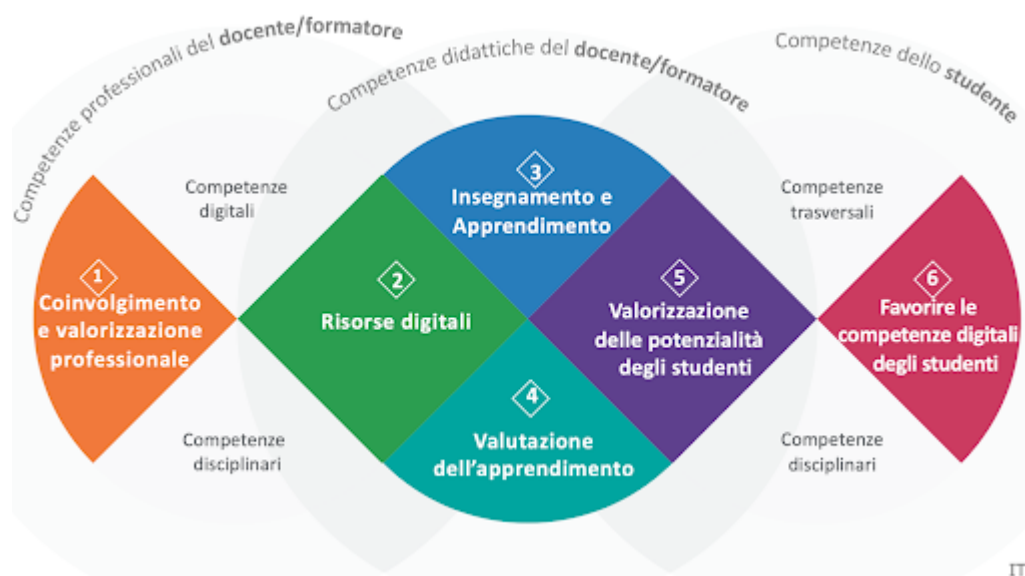 Competenze professionali del docente/formatore
Competenze didattiche del docente/formatore
Competenze dello studente
Competenze
digitali
Competenze
disciplinari
1
Coinvolgimento
e valorizzazione
professionale
2
Risorse digitali
3
Insegnamento e
Apprendimento
4
Valutazione
dell'apprendimento
5
Valorizzazione
delle potenzialità
degli studenti
Competenze
trasversali
Competenze
disciplinari
6
Favorire le
competenze digitali
degli studenti
IT